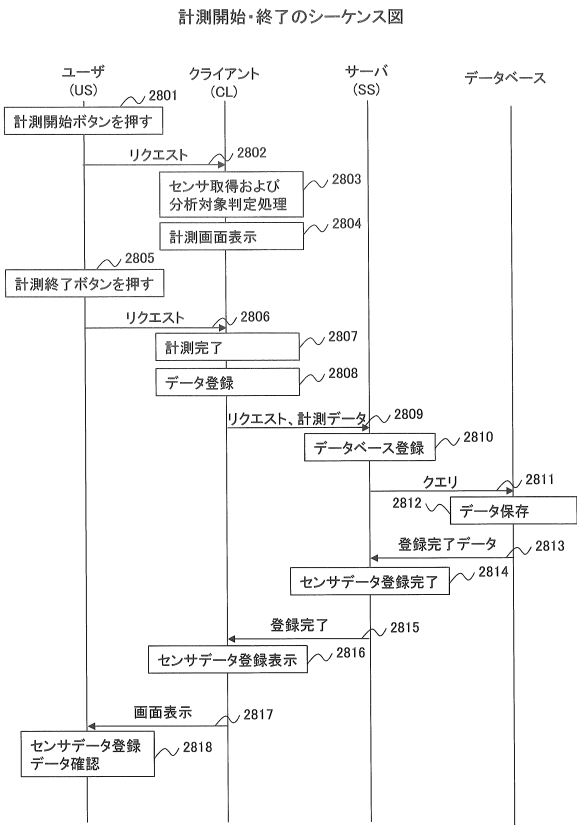 計測開始・終了のシーケンス図
ユーザ
(US)
クライアント
(CL)
サーバ
(SS)
データベース
2801
計測開始ボタンを押す
リクエスト
2802
センサ取得および
分析対象判定処理
2803
計測画面表示
2804
2805
計測終了ボタンを押す
リクエスト
2806
計測完了
2807
データ登録
2808
リクエスト、計測データ
2809
データベース登録
2810
クエリ
2811
2812
データ保存
登録完了データ
2813
センサデータ登録完了
2814
登録完了
2815
センサデータ登録表示
2816
画面表示
2817
センサデータ登録
データ確認
2818